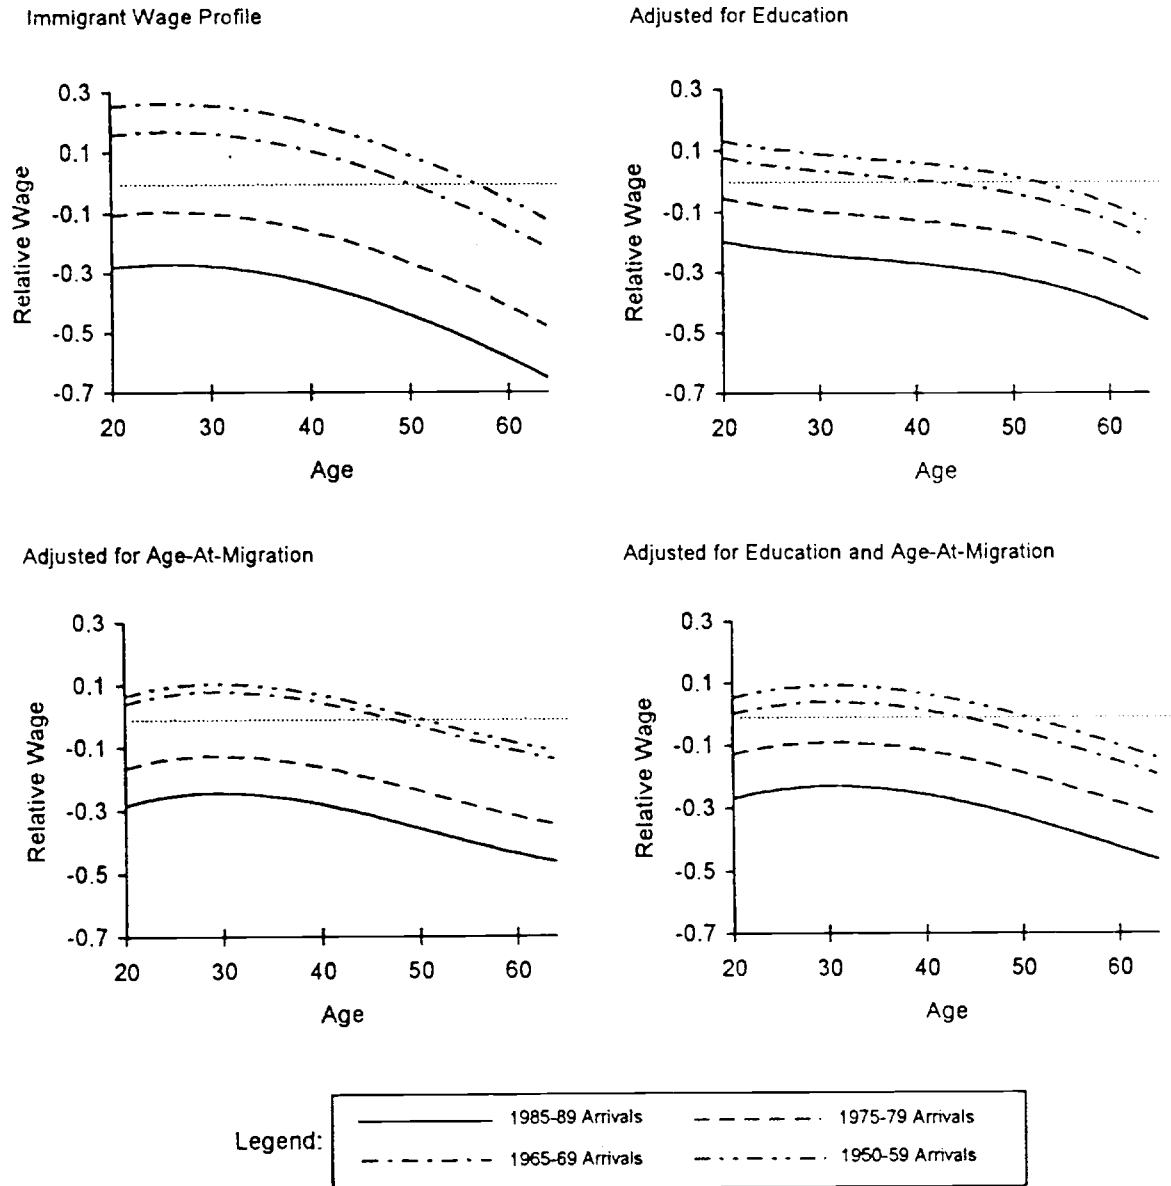 Immigrant Wage Profile
0.3
0.1
-0.1
-0.3
-0.5
-0.7
Relative Wage
20 30 40 50 60
Age
Adjusted for Education
0.3
0.1
-0.1
-0.3
-0.5
-0.7
Relative Wage
20 30 40 50 60
Age
Adjusted for Age-At-Migration
0.3
0.1
-0.1
-0.3
-0.5
-0.7
Relative Wage
20 30 40 50 60
Age
Adjusted for Education and Age-At-Migration
0.3
0.1
-0.1
-0.3
-0.5
-0.7
Relative Wage
20 30 40 50 60
Age
Legend:
1985-89 Arrivals
1975-79 Arrivals
1965-69 Arrivals
1950-59 Arrivals